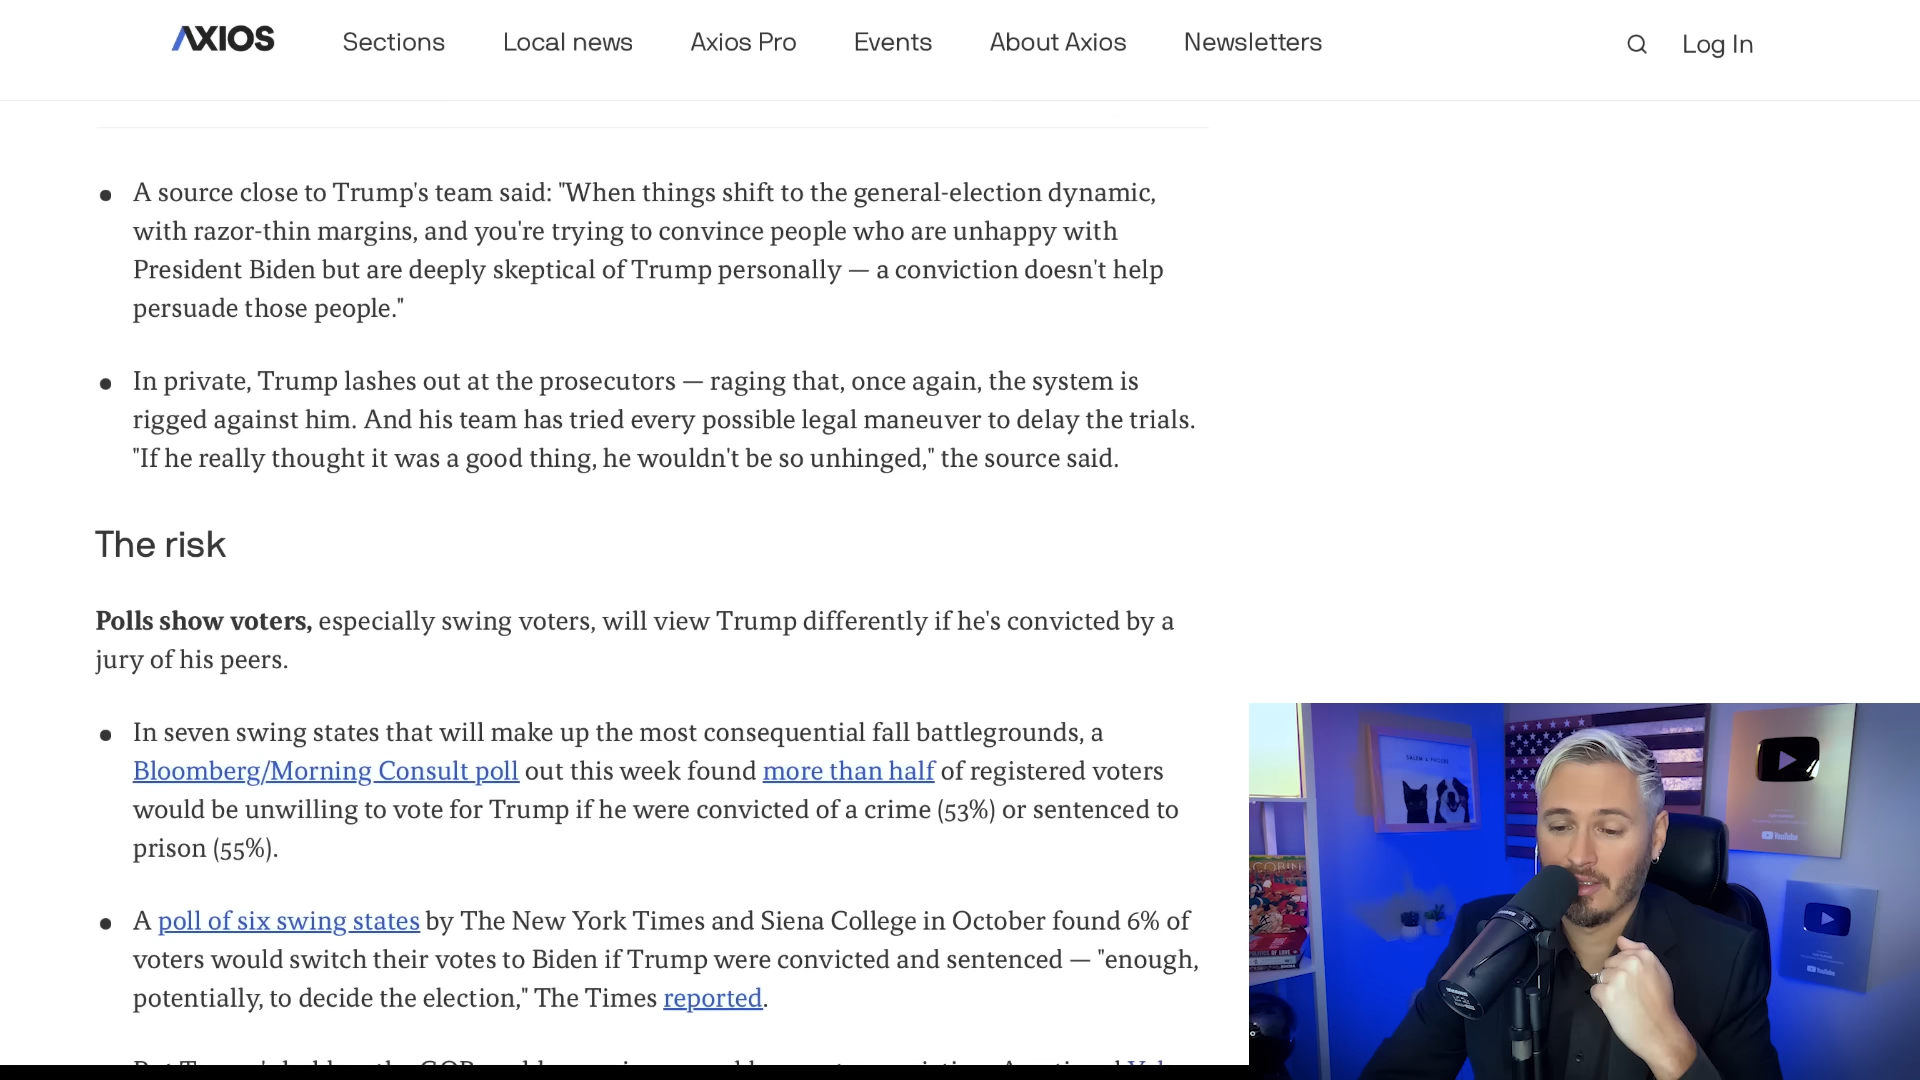 AXIOS
Sections
Local news
Axios Pro
Events
About Axios
Newsletters
Log In
A source close to Trump's team said: "When things shift to the general-election dynamic,
with razor-thin margins, and you're trying to convince people who are unhappy with
President Biden but are deeply skeptical of Trump personally — a conviction doesn't help
persuade those people."
In private, Trump lashes out at the prosecutors — raging that, once again, the system is
rigged against him. And his team has tried every possible legal maneuver to delay the trials.
"If he really thought it was a good thing, he wouldn't be so unhinged," the source said.
The risk
Polls show voters, especially swing voters, will view Trump differently if he's convicted by a
jury of his peers.
In seven swing states that will make up the most consequential fall battlegrounds, a
Bloomberg/Morning Consult poll out this week found more than half of registered voters
would be unwilling to vote for Trump if he were convicted of a crime (53%) or sentenced to
prison (55%).
A poll of six swing states by The New York Times and Siena College in October found 6% of
voters would switch their votes to Biden if Trump were convicted and sentenced — "enough,
potentially, to decide the election," The Times reported.
YouTube
YouTube